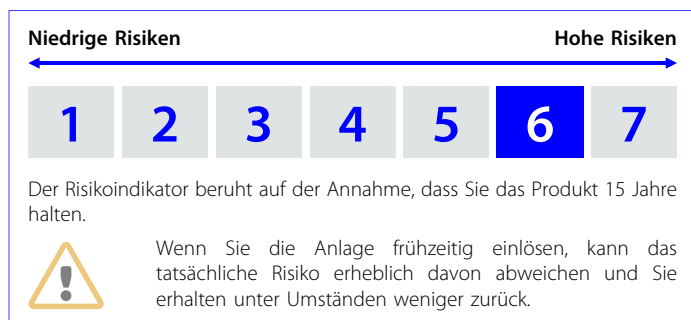 Niedrige Risiken Hohe Risiken
1 2 3 4 5 6 7
Der Risikoindikator beruht auf der Annahme, dass Sie das Produkt 15 Jahre
halten.
Wenn Sie die Anlage frühzeitig einlösen, kann das
tatsächliche Risiko erheblich davon abweichen und Sie
erhalten unter Umständen weniger zurück.